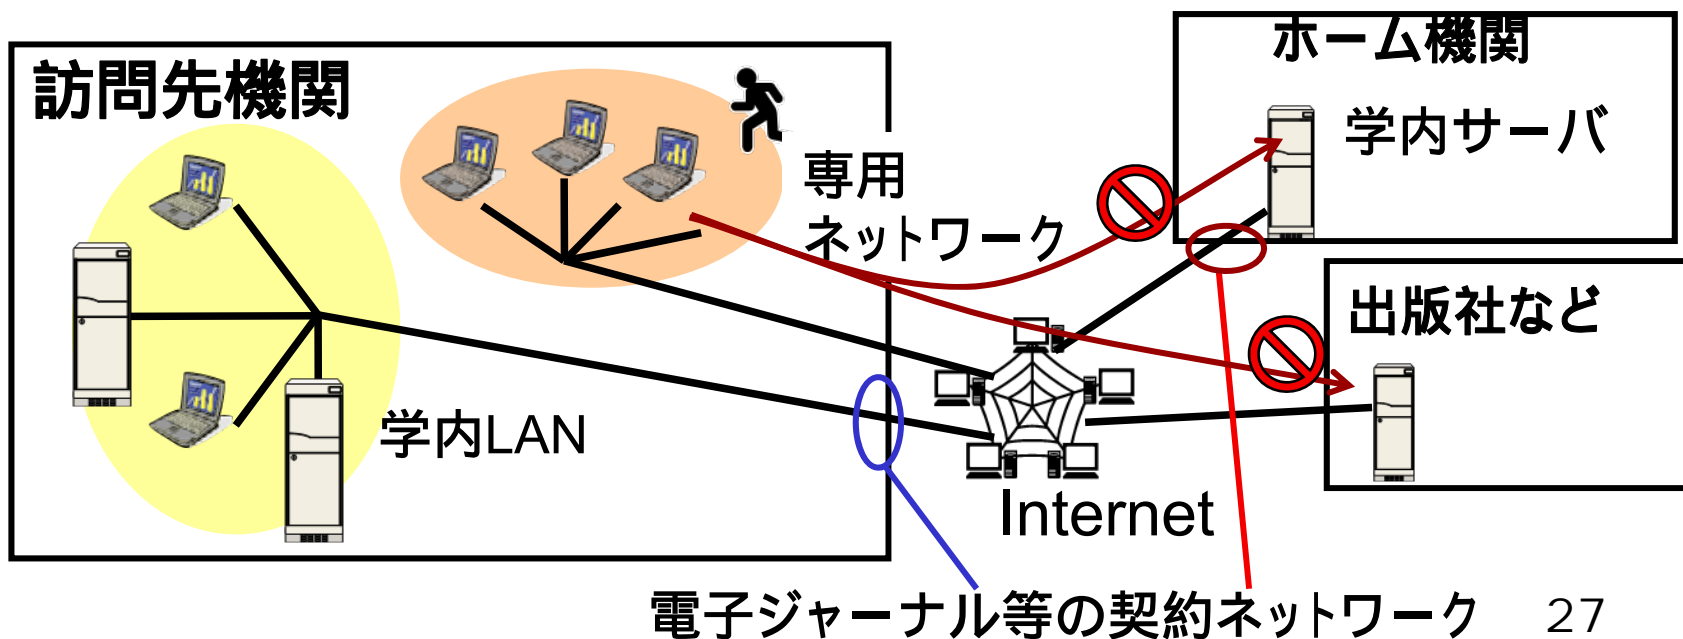 訪問先機関
ホーム機関
学内サーバ
専用
ネットワーク
出版社など
学内LAN
Internet
電子ジャーナル等の契約ネットワーク
27